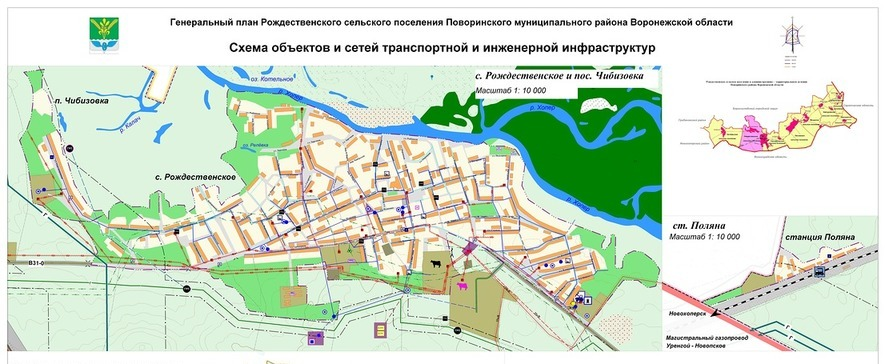 Генеральный план Рождественского сельского поселения Поворинского муниципального района Воронежской области
Схема объектов и сетей транспортной и инженерной инфраструктур
с. Рождественское и пос. Чибизовка
Масштаб 1: 10 000
оз. Котельное
п. Чибизовка
р. Хопер
р. Хопер
р. Калач
с. Рождественское
р. Хопер
В31-0
ст. Поляна
Масштаб 1: 10 000
станция Поляна
Новохоперск
Магистральный газопровод
Уренгой - Новопсков